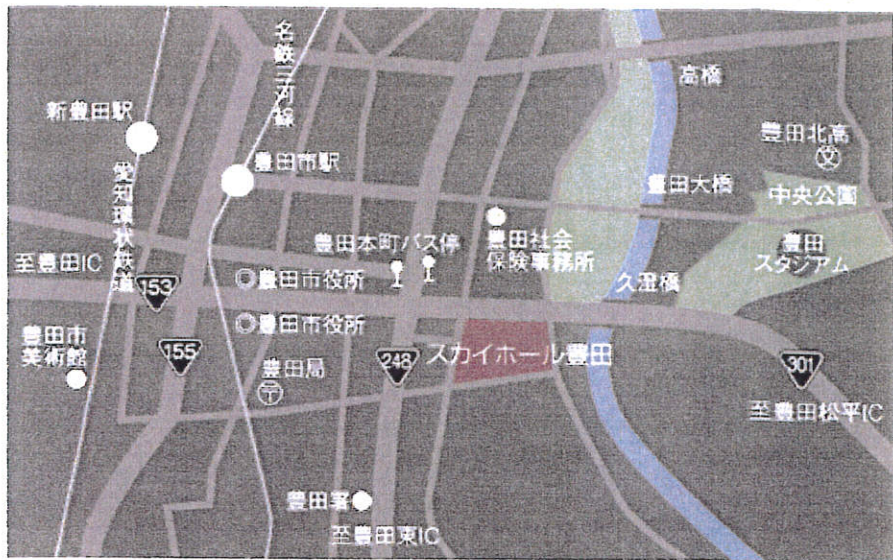 名鉄三河線
高橋
新豊田駅
豊田北高
文
豊田市駅
愛知環状鉄道
豊田大橋
中央公園
豊田本町バス停
豊田社会
保険事務所
豊田
スタジアム
至豊田IC
豊田市役所
久澄橋
153
豊田市役所
豊田市
美術館
155
豊田局
〒
248
スカイホール豊田
301
至豊田松平IC
豊田署
至豊田東IC